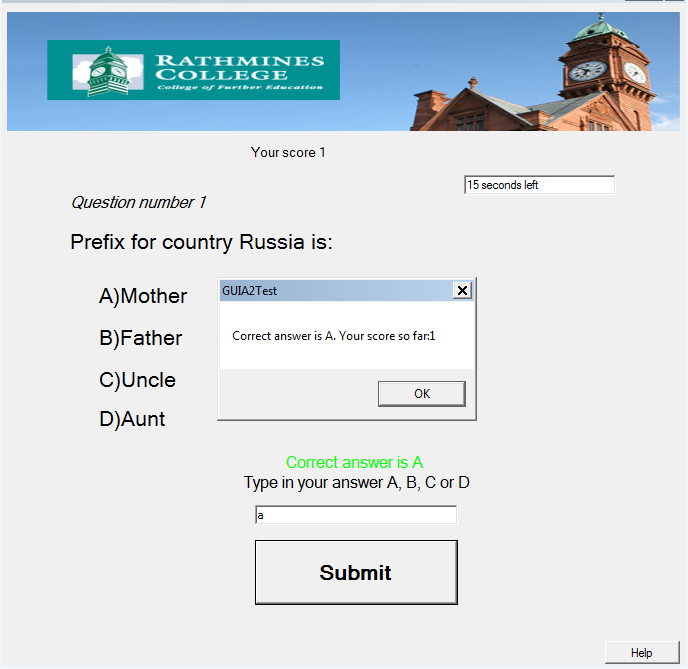 RATHMINES
COLLEGE
College of Further Education
Your score 1
15 seconds left
Question number 1
Prefix for country Russia is:
A)Mother
B)Father
C)Uncle
D)Aunt
GUIA2Test
Correct answer is A. Your score so far:1
OK
Correct answer is A
Type in your answer A, B, C or D
a
Submit
Help